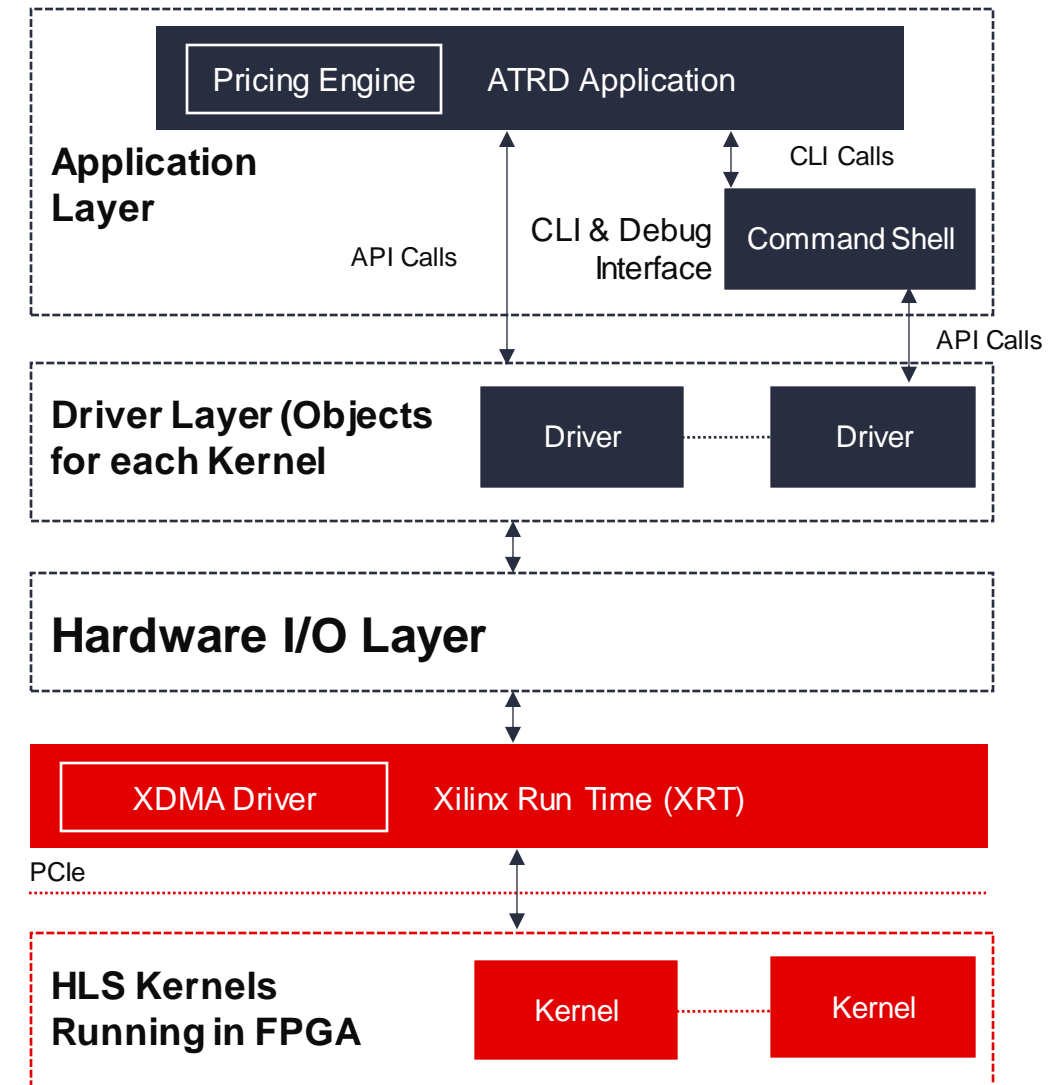 Pricing Engine
ATRD Application
Application
Layer
CLI Calls
CLI & Debug
Interface
Command Shell
API Calls
API Calls
Driver Layer (Objects
for each Kernel
Driver
Driver
Hardware I/O Layer
XDMA Driver
Xilinx Run Time (XRT)
PCIe
HLS Kernels
Running in FPGA
Kernel
Kernel